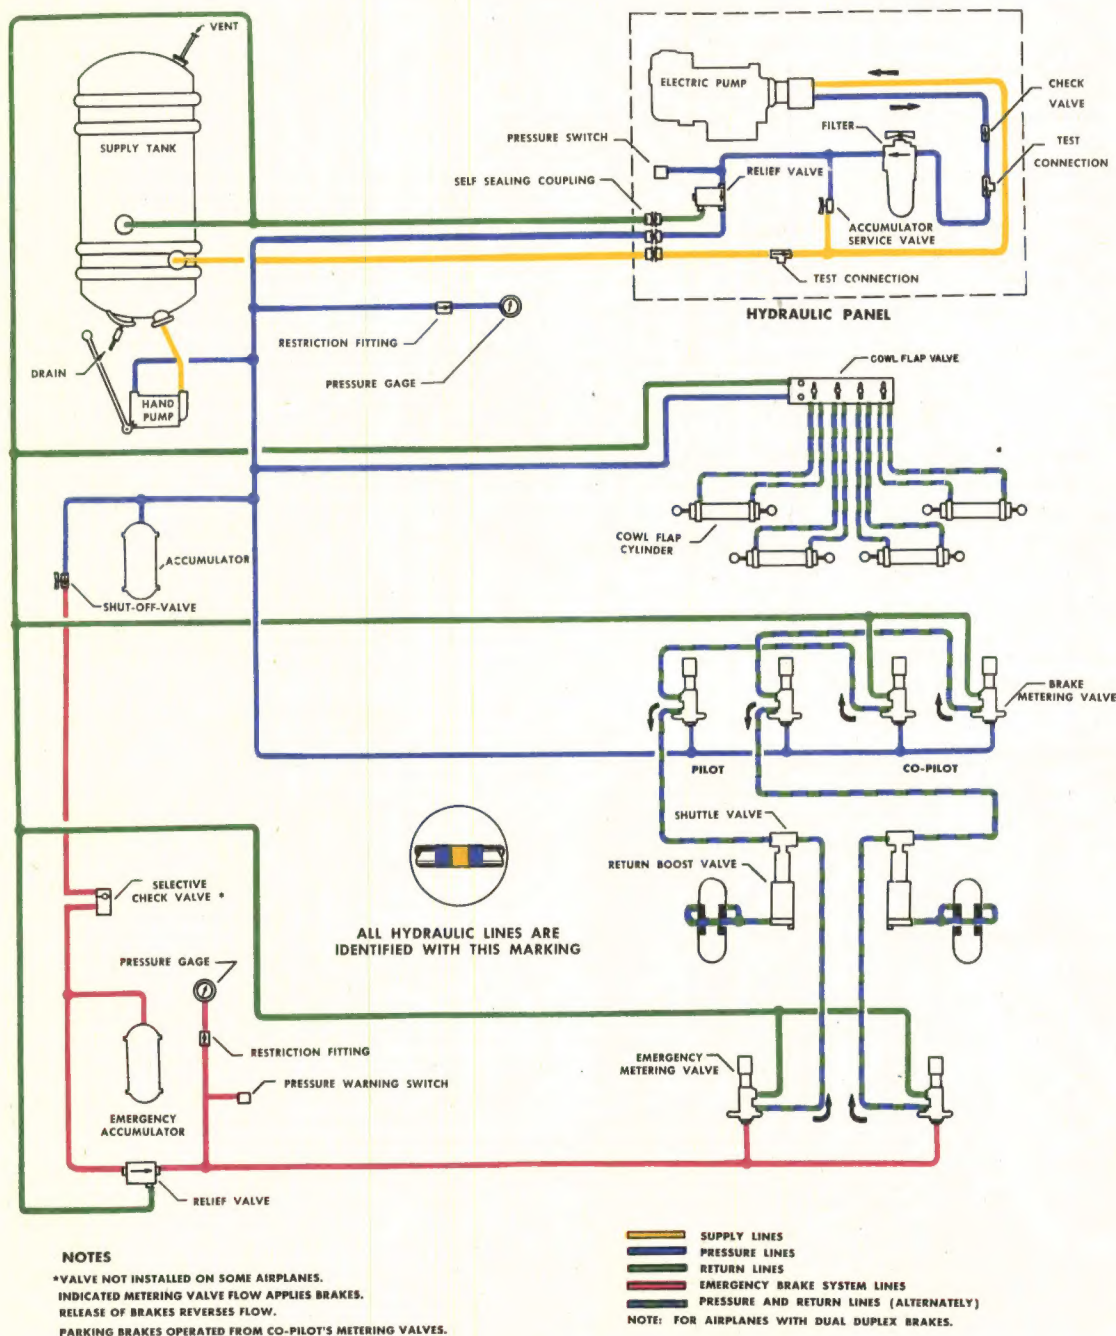 VENT
SUPPLY TANK
ELECTRIC PUMP
CHECK
VALVE
FILTER
TEST
CONNECTION
PRESSURE SWITCH
RELIEF VALVE
SELF SEALING COUPLING
ACCUMULATOR
SERVICE VALVE
TEST CONNECTION
HYDRAULIC PANEL
RESTRICTION FITTING
PRESSURE GAGE
DRAIN
HAND
PUMP
COWL FLAP VALVE
COWL FLAP
CYLINDER
ACCUMULATOR
SHUT-OFF-VALVE
BRAKE
METERING VALVE
PILOT
CO-PILOT
SHUTTLE VALVE
RETURN BOOST VALVE
SELECTIVE
CHECK VALVE *
ALL HYDRAULIC LINES ARE
IDENTIFIED WITH THIS MARKING
PRESSURE GAGE
RESTRICTION FITTING
PRESSURE WARNING SWITCH
EMERGENCY
METERING VALVE
EMERGENCY
ACCUMULATOR
RELIEF VALVE
NOTES
*VALVE NOT INSTALLED ON SOME AIRPLANES.
INDICATED METERING VALVE FLOW APPLIES BRAKES.
RELEASE OF BRAKES REVERSES FLOW.
PARKING BRAKES OPERATED FROM CO-PILOT'S METERING VALVES.
SUPPLY LINES
PRESSURE LINES
RETURN LINES
EMERGENCY BRAKE SYSTEM LINES
PRESSURE AND RETURN LINES (ALTERNATELY)
NOTE: FOR AIRPLANES WITH DUAL DUPLEX BRAKES.